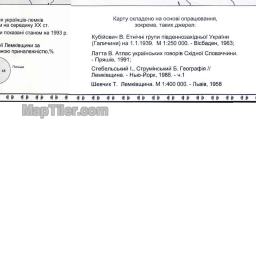 я українців-лемків
м на середину XX ст.
и показані станом на 1993 р.
ї Лемківщини за
ною приналежністю,%
Польща
Карту складено на основі опрацювання,
зокрема, таких джерел:
Кубійович В. Етнічні групи південнозахідної України
(Галичини) на 1.1.1939. М 1:250 000. - Вісбаден, 1983;
Латта В. Атлас українських говорів Східної Словаччини.
- Пряшів, 1991;
Стебельський І., Струмінський Б. Географія //
Лемківщина. - Нью-Йорк, 1988. - ч.1
Шевчик Т. Лемківщина. М 1:400 000. - Львів, 1958
MapTiler.com